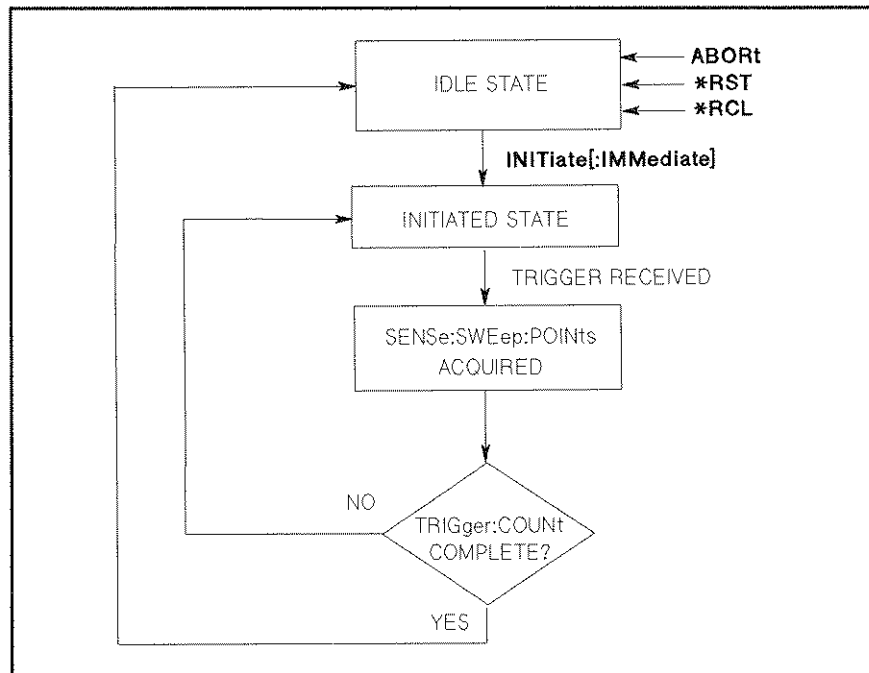 ABORt
IDLE STATE
*RST
*RCL
INITiate[:IMMediate]
INITIATED STATE
TRIGGER RECEIVED
SENSe:SWEep:POINts
ACQUIRED
NO
TRIGger:COUNt
COMPLETE?
YES